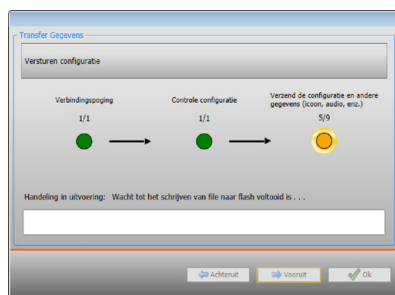 Transfer Gegevens
Versturen configuratie
Verbindingspoging
1/1
Controle configuratie
1/1
Verzend de configuratie en andere
gegevens (icoon, audio, enz.)
5/9
Handeling in uitvoering: Wacht tot het schrijven van file naar flash voltooid is . . .
Achteruit
Vooruit
Ok